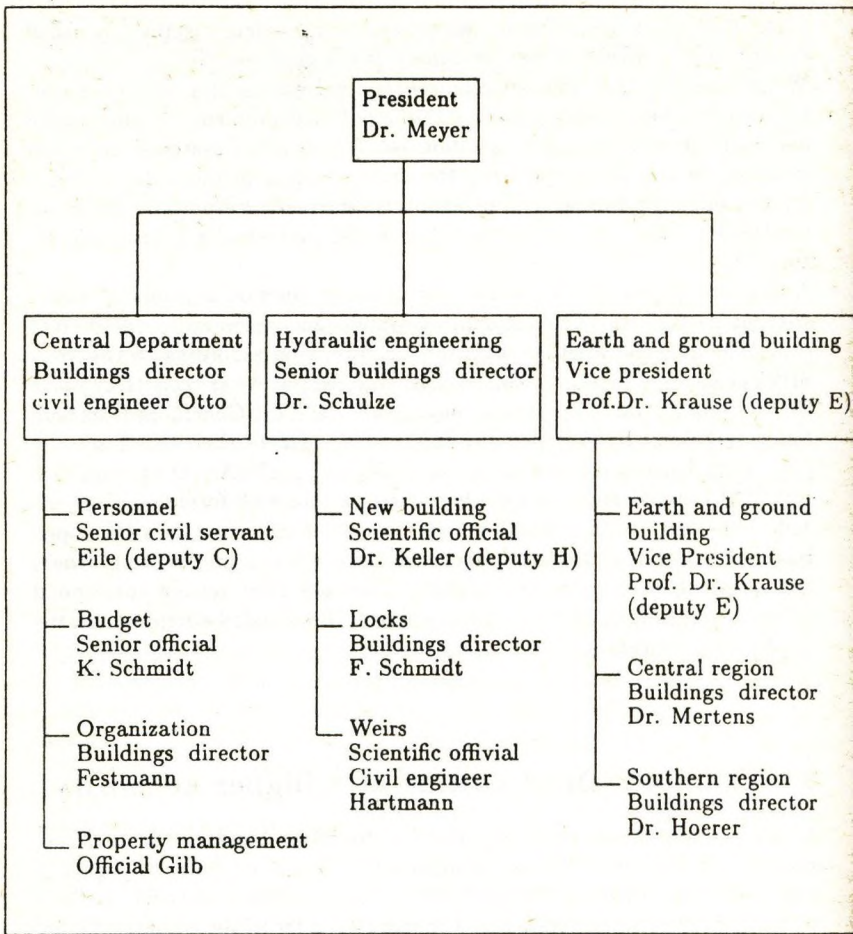 President
Dr. Meyer
Central Department
Buildings director
civil engineer Otto
Hydraulic engineering
Senior buildings director
Dr. Schulze
Earth and ground building
Vice president
Prof.Dr. Krause (deputy E)
Personnel
Senior civil servant
Eile (deputy C)
Budget
Senior official
K. Schmidt
Organization
Buildings director
Festmann
Property management
Official Gilb
New building
Scientific official
Dr. Keller (deputy H)
Locks
Buildings director
F. Schmidt
Weirs
Scientific offivial
Civil engineer
Hartmann
Earth and ground
building
Vice President
Prof. Dr. Krause
(deputy E)
Central region
Buildings director
Dr. Mertens
Southern region
Buildings director
Dr. Hoerer